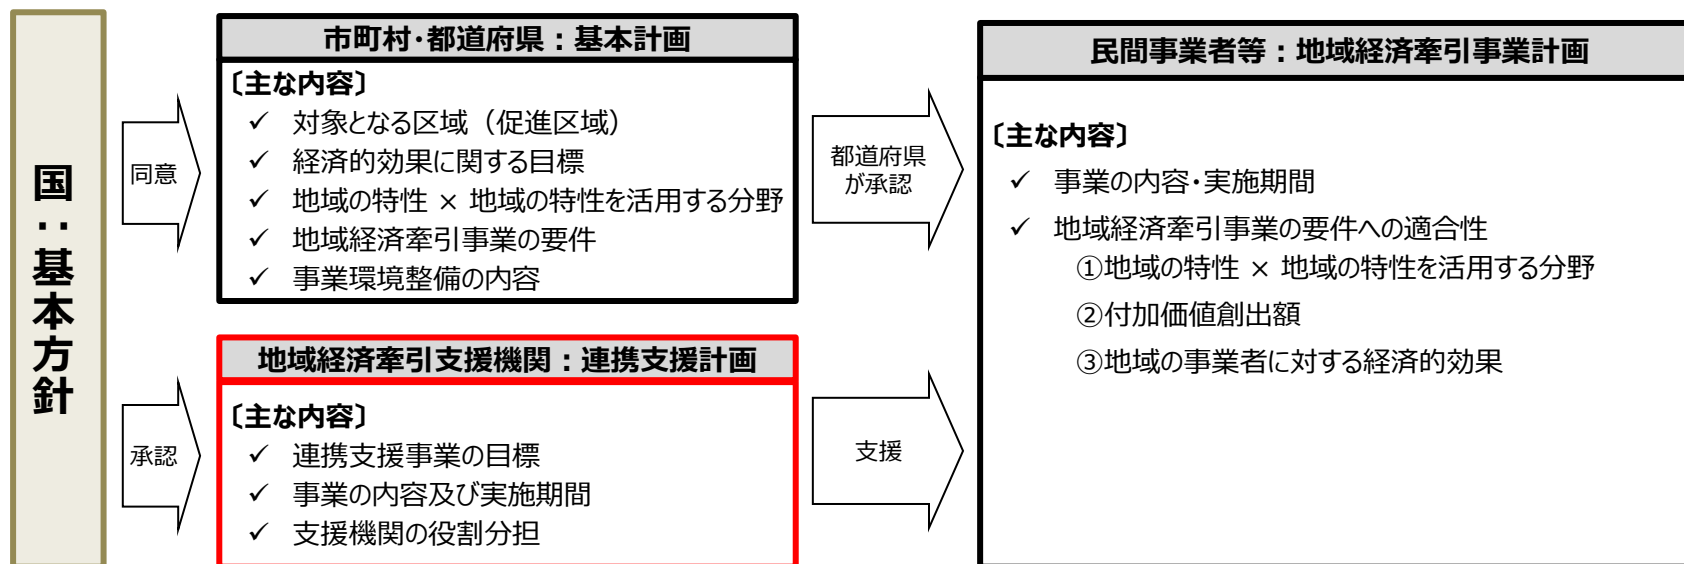 国：基本方針
同意
承認
市町村･都道府県：基本計画
〔主な内容〕
✓ 対象となる区域（促進区域）
✓ 経済的効果に関する目標
✓ 地域の特性 × 地域の特性を活用する分野
✓ 地域経済牽引事業の要件
✓ 事業環境整備の内容
地域経済牽引支援機関：連携支援計画
〔主な内容〕
✓ 連携支援事業の目標
✓ 事業の内容及び実施期間
✓ 支援機関の役割分担
都道府県
が承認
支援
民間事業者等：地域経済牽引事業計画
〔主な内容〕
✓ 事業の内容･実施期間
✓ 地域経済牽引事業の要件への適合性
①地域の特性 × 地域の特性を活用する分野
②付加価値創出額
③地域の事業者に対する経済的効果